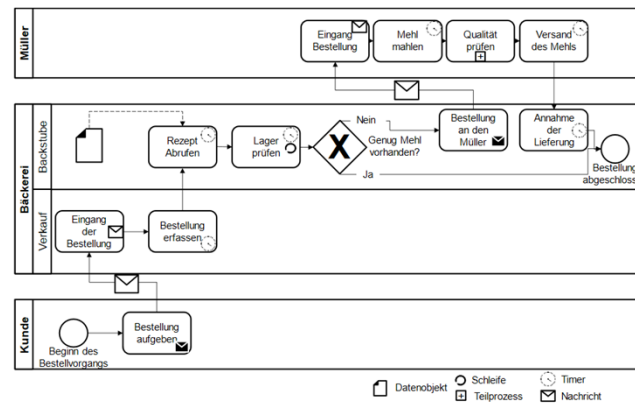 Müller
Eingang
Bestellung
Mehl
mahlen
Qualität
prüfen
Versand
des Mehls
Bäckerei
Backstube
Rezept
Abrufen
Lager
prüfen
Nein
Genug Mehl
vorhanden?
Ja
Bestellung
an den
Müller
Annahme
der
Lieferung
Bestellung
abgeschloss
Verkauf
Eingang
der
Bestellung
Bestellung
erfassen
Kunde
Beginn des
Bestellvorgangs
Bestellung
aufgeben
Datenobjekt
Schleife
Teilprozess
Timer
Nachricht